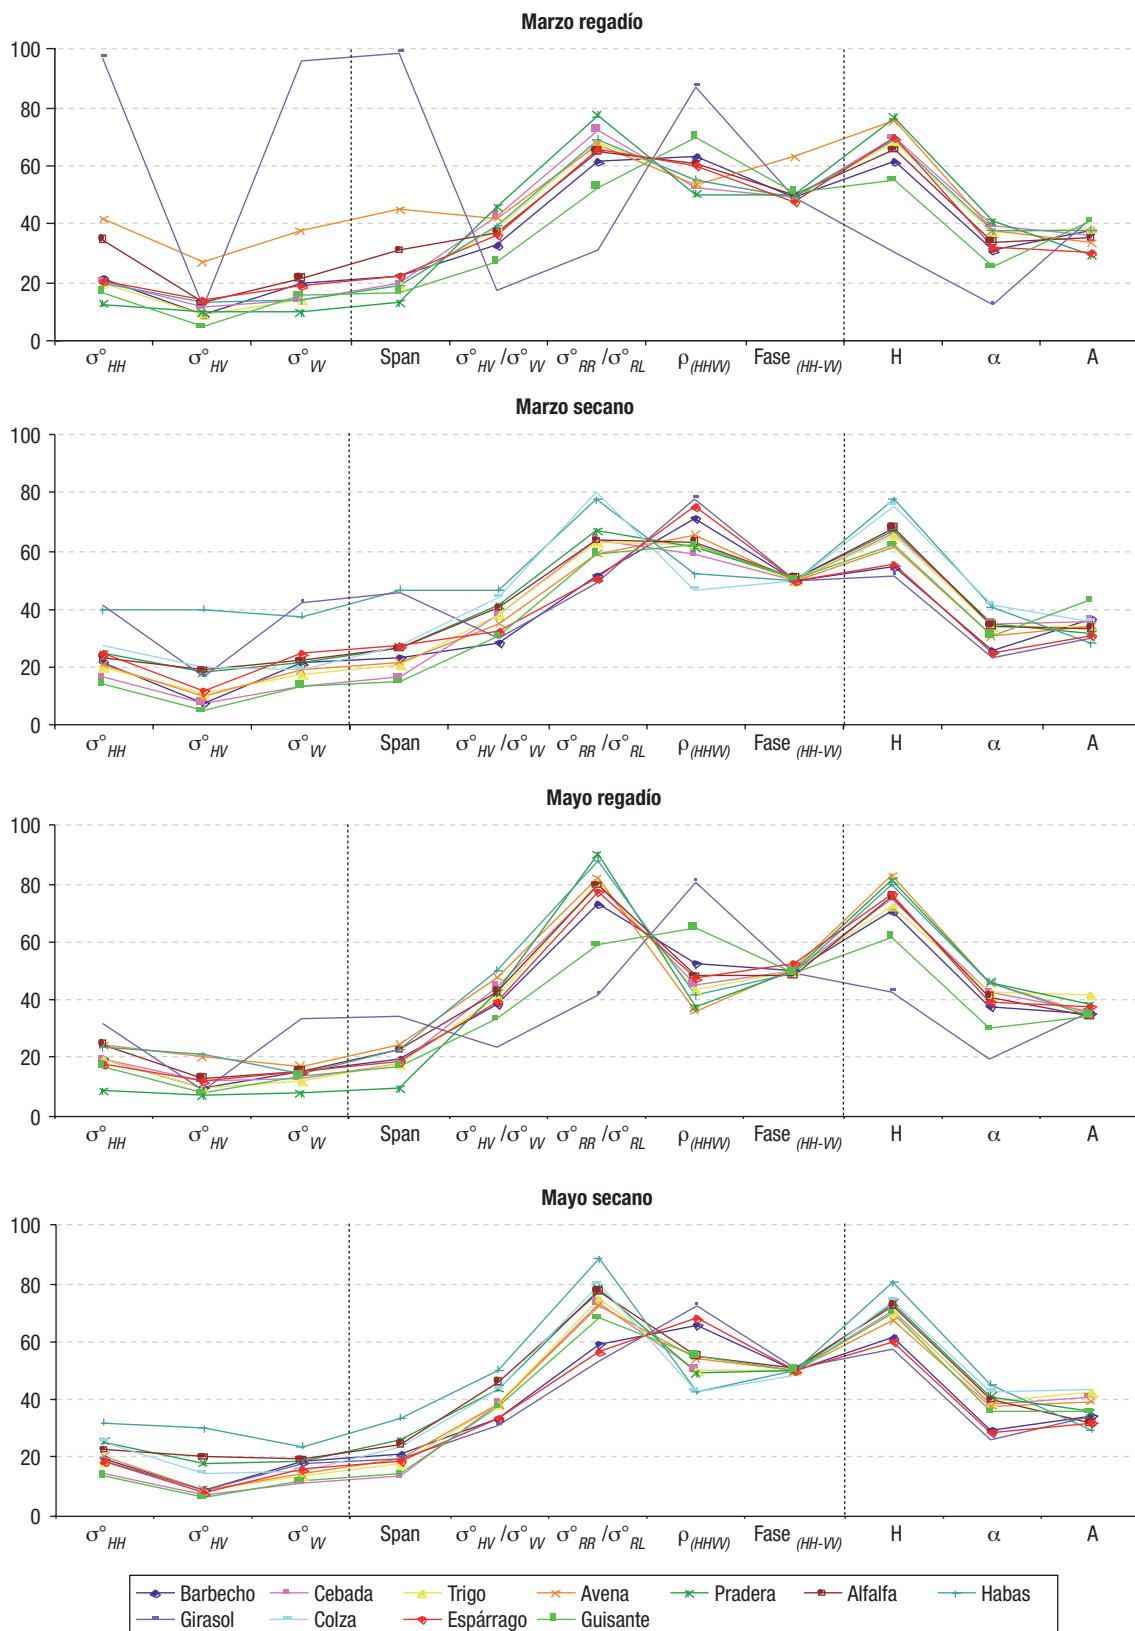 Marzo regadío
100
80
60
40
20
0
σ°HH σ°HV σ°VV Span σ°HV /σ°VV σ°RR /σ°RL ρ(HHVV) Fase (HH-VV) H α A
Marzo secano
100
80
60
40
20
0
σ°HH σ°HV σ°VV Span σ°HV /σ°VV σ°RR /σ°RL ρ(HHVV) Fase (HH-VV) H α A
Mayo regadío
100
80
60
40
20
0
σ°HH σ°HV σ°VV Span σ°HV /σ°VV σ°RR /σ°RL ρ(HHVV) Fase (HH-VV) H α A
Mayo secano
100
80
60
40
20
0
σ°HH σ°HV σ°VV Span σ°HV /σ°VV σ°RR /σ°RL ρ(HHVV) Fase (HH-VV) H α A
Barbecho Cebada Trigo Avena Pradera Alfalfa Habas
Girasol Colza Espárrago Guisante